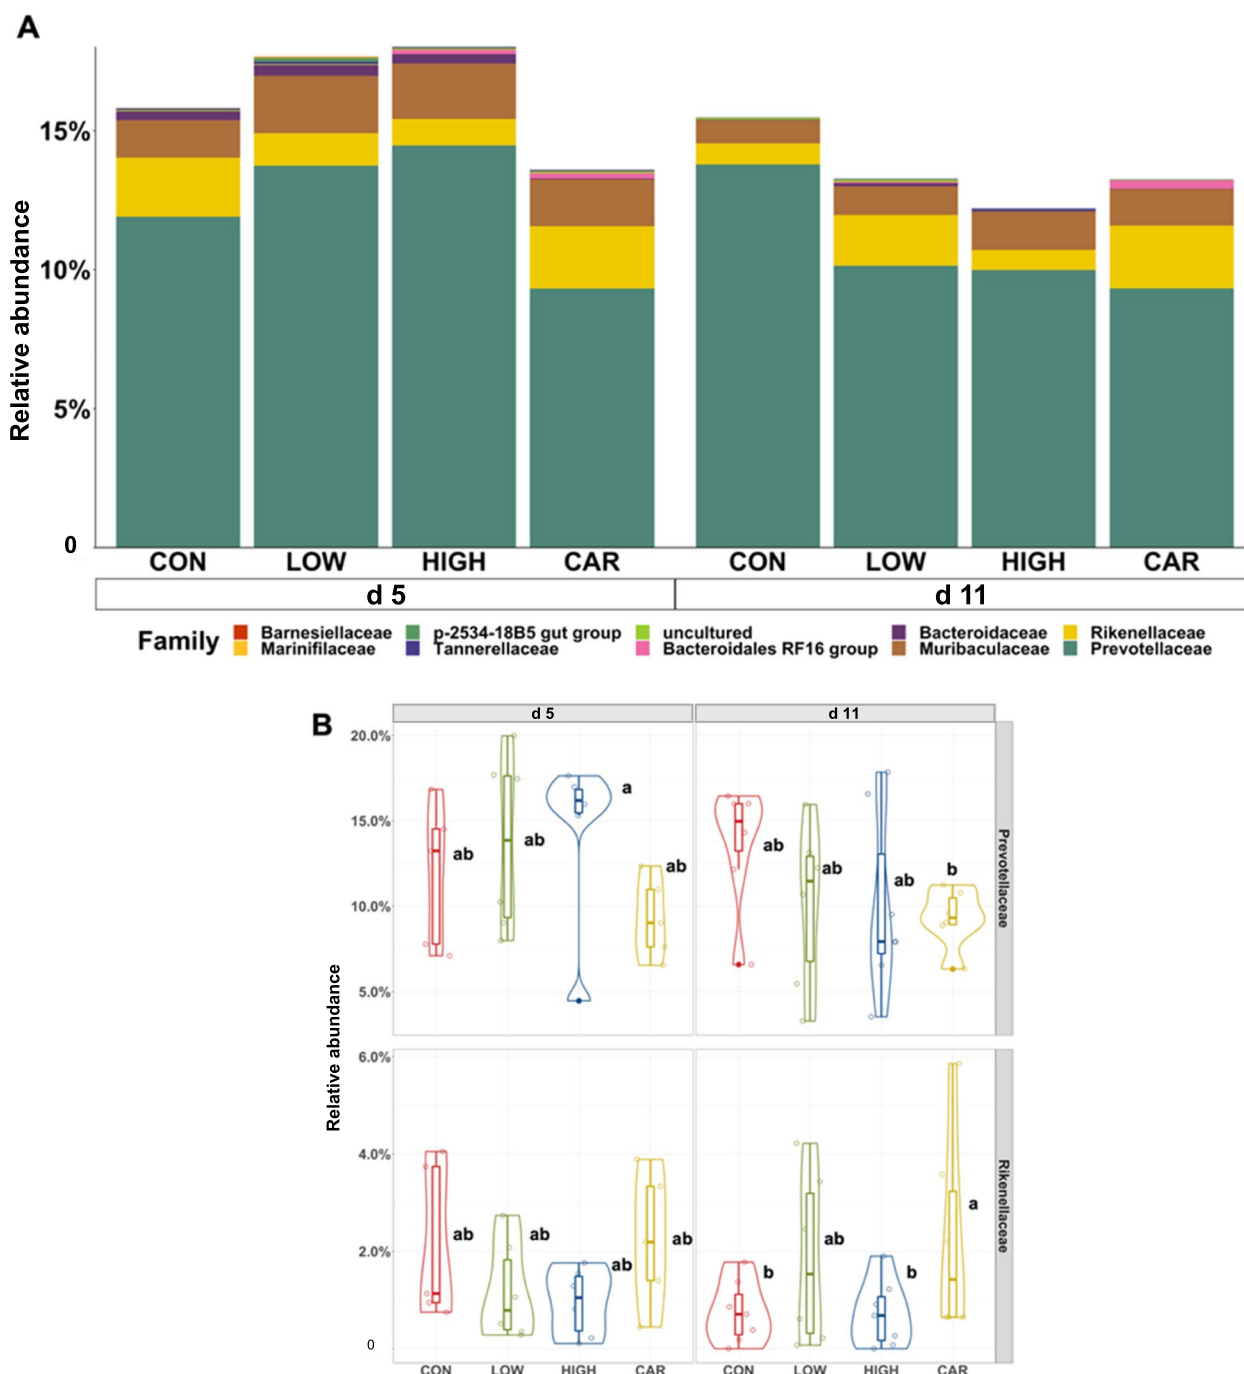 A
Relative abundance
15%
10%
5%
0
CON LOW HIGH CAR CON LOW HIGH CAR
d 5 d 11
Family
Barnesiellaceae p-2534-18B5 gut group uncultured Bacteroidaceae Rikenellaceae
Marinifilaceae Tannerellaceae Bacteroidales RF16 group Muribaculaceae Prevotellaceae
B
d 5 d 11
Relative abundance
20.0%
15.0%
10.0%
5.0%
ab ab a ab ab ab ab b
Prevotellaceae
6.0%
4.0%
2.0%
0
ab ab ab ab b ab b a
Rikenellaceae
CON LOW HIGH CAR CON LOW HIGH CAR